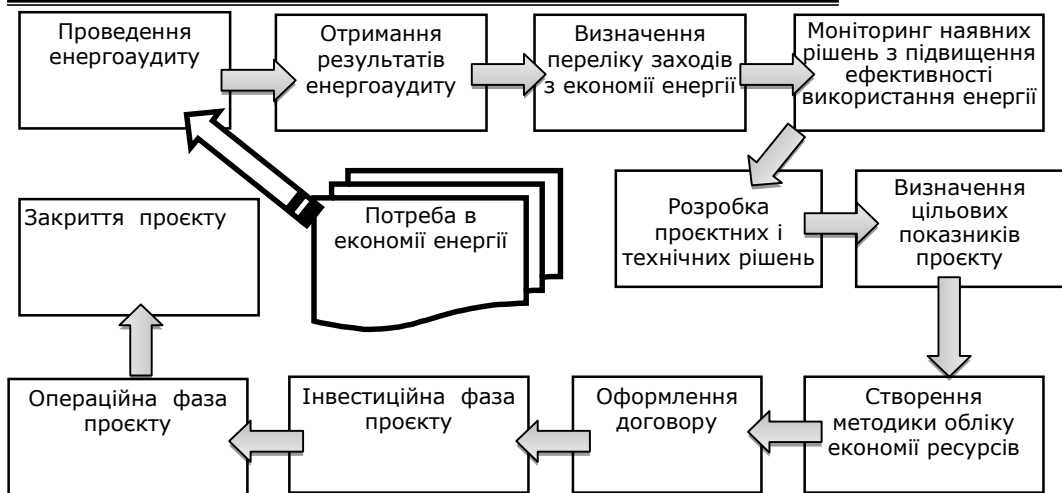 Проведення
енергоаудиту
Отримання
результатів
енергоаудиту
Визначення
переліку заходів
з економії енергії
Моніторинг наявних
рішень з підвищення
ефективності
використання енергії
Розробка
проєктних і
технічних рішень
Визначення
цільових
показників
проєкту
Потреба в
економії енергії
Закриття проєкту
Створення
методики обліку
економії ресурсів
Оформлення
договору
Інвестиційна фаза
проєкту
Операційна фаза
проєкту